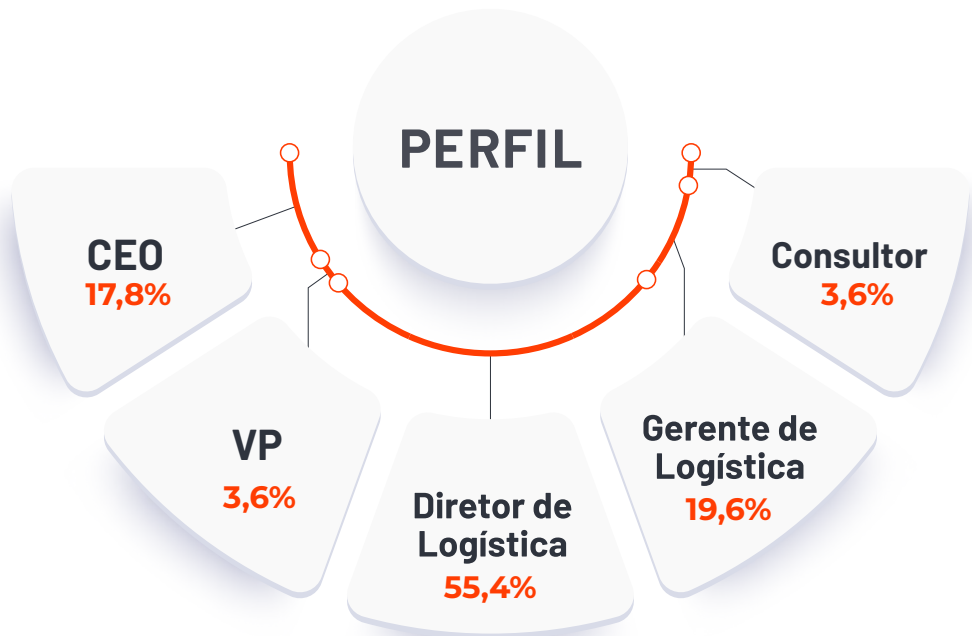 PERFIL
CEO
17,8%
VP
3,6%
Diretor de
Logística
55,4%
Gerente de
Logística
19,6%
Consultor
3,6%